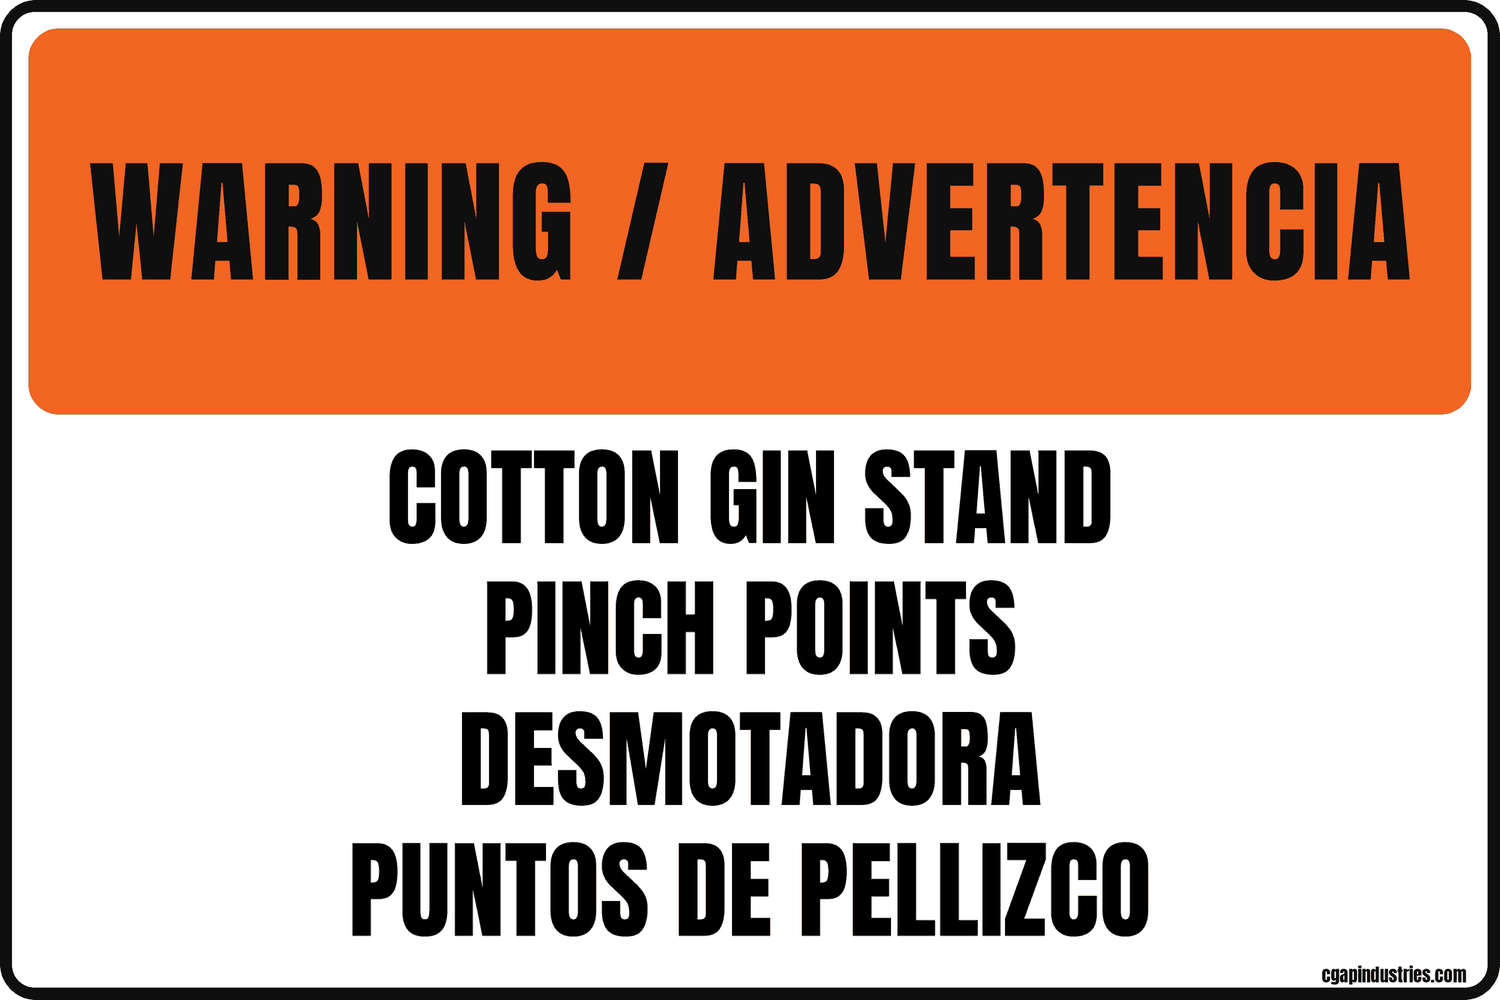 WARNING / ADVERTENCIA
COTTON GIN STAND
PINCH POINTS
DESMOTADORA
PUNTOS DE PELLIZCO
cgapindustries.com